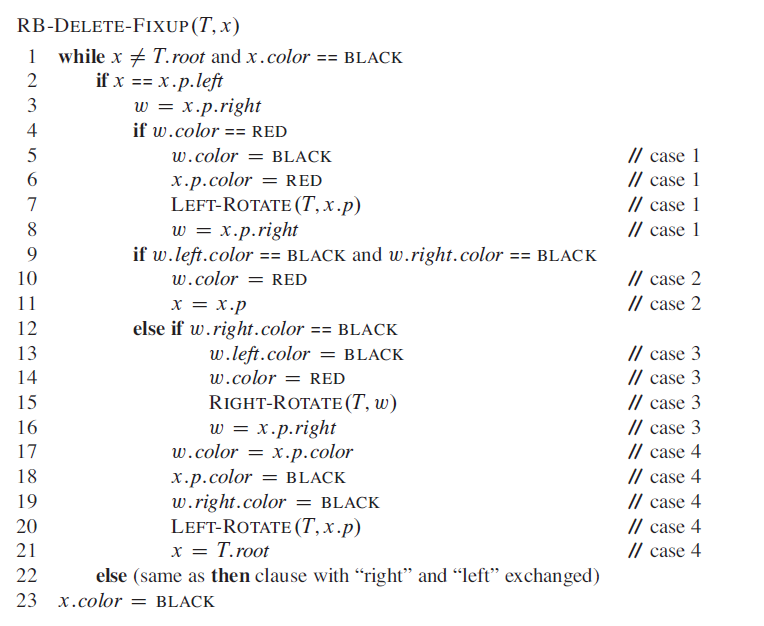 RB-DELETE-FIXUP(T, x)
1 while x ≠ T.root and x.color == BLACK
2 if x == x.p.left
3 w = x.p.right
4 if w.color == RED
5 w.color = BLACK // case 1
6 x.p.color = RED // case 1
7 LEFT-ROTATE(T, x.p) // case 1
8 w = x.p.right // case 1
9 if w.left.color == BLACK and w.right.color == BLACK
10 w.color = RED // case 2
11 x = x.p // case 2
12 else if w.right.color == BLACK
13 w.left.color = BLACK // case 3
14 w.color = RED // case 3
15 RIGHT-ROTATE(T, w) // case 3
16 w = x.p.right // case 3
17 w.color = x.p.color // case 4
18 x.p.color = BLACK // case 4
19 w.right.color = BLACK // case 4
20 LEFT-ROTATE(T, x.p) // case 4
21 x = T.root // case 4
22 else (same as then clause with “right” and “left” exchanged)
23 x.color = BLACK